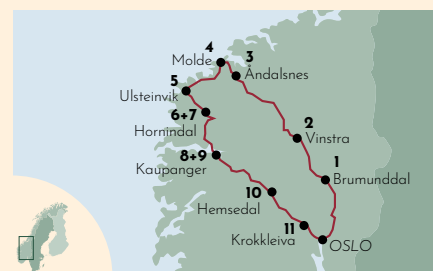 4
Molde
3
Åndalsnes
5
Ulsteinvik
6+7
Hornindal
2
Vinstra
8+9
Kaupanger
1
Brumunddal
10
Hemsedal
11
Krokkleiva
OSLO